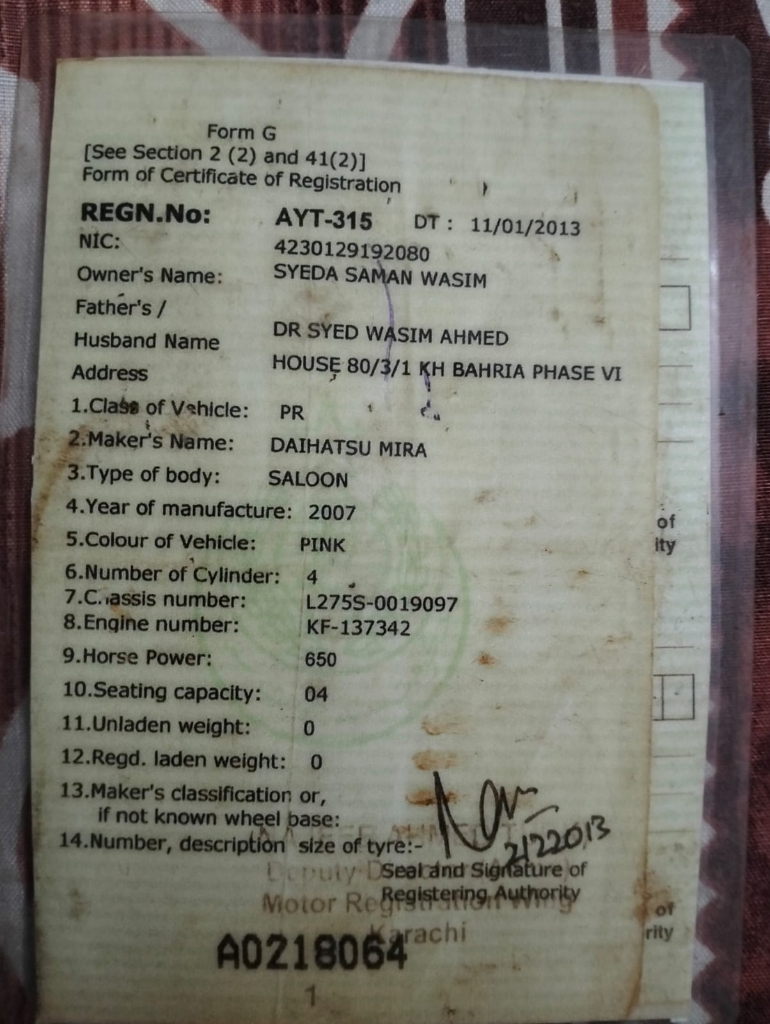 Form G
[See Section 2 (2) and 41(2)]
Form of Certificate of Registration
REGN.No: AYT-315 DT : 11/01/2013
NIC: 4230129192080
Owner's Name: SYEDA SAMAN WASIM
Father's /
Husband Name DR SYED WASIM AHMED
Address HOUSE 80/3/1 KH BAHRIA PHASE VI
1.Class of Vehicle: PR
2.Maker's Name: DAIHATSU MIRA
3.Type of body: SALOON
4.Year of manufacture: 2007
5.Colour of Vehicle: PINK
6.Number of Cylinder: 4
7.Chassis number: L275S-0019097
8.Engine number: KF-137342
9.Horse Power: 650
10.Seating capacity: 04
11.Unladen weight: 0
12.Regd. laden weight: 0
13.Maker's classification or,
if not known wheel base:
14.Number, description size of tyre:-
Seal and Signature of
Registering Authority
Deputy
Motor Registration Wing
Karachi
A0218064
1
of
ity
of
rity